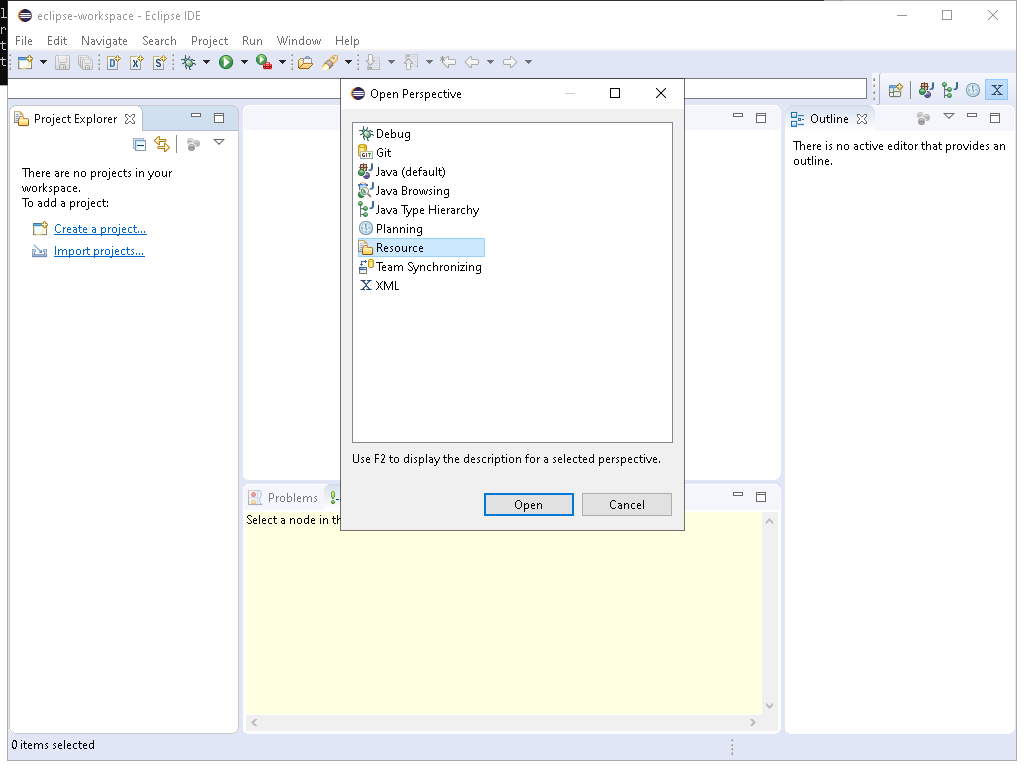 eclipse-workspace - Eclipse IDE
File Edit Navigate Search Project Run Window Help
Open Perspective
Project Explorer
Outline
Debug
Git
Java (default)
Java Browsing
Java Type Hierarchy
Planning
Resource
Team Synchronizing
XML
There are no projects in your
workspace.
To add a project:
Create a project...
Import projects...
There is no active editor that provides an
outline.
Use F2 to display the description for a selected perspective.
Open Cancel
Problems
Select a node in th
0 items selected